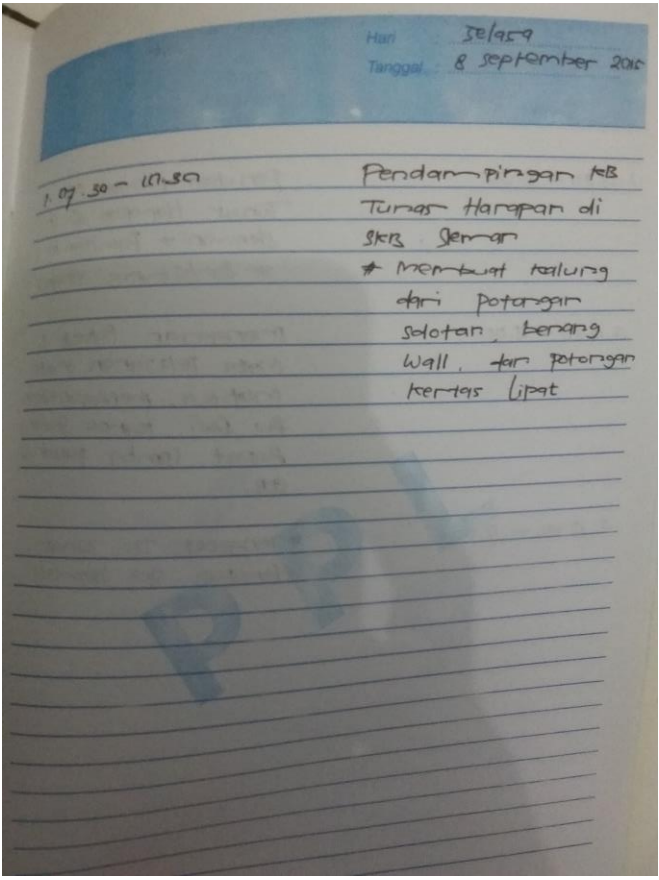 Hari : Selasa
Tanggal : 8 September 2015
1. 07.30 - 10.30 Pendampingan KB
Tunas Harapan di
SKB Sleman
* Membuat kalung
dari potongan
sedotan, benang
wall, dan potongan
kertas lipat
PPL